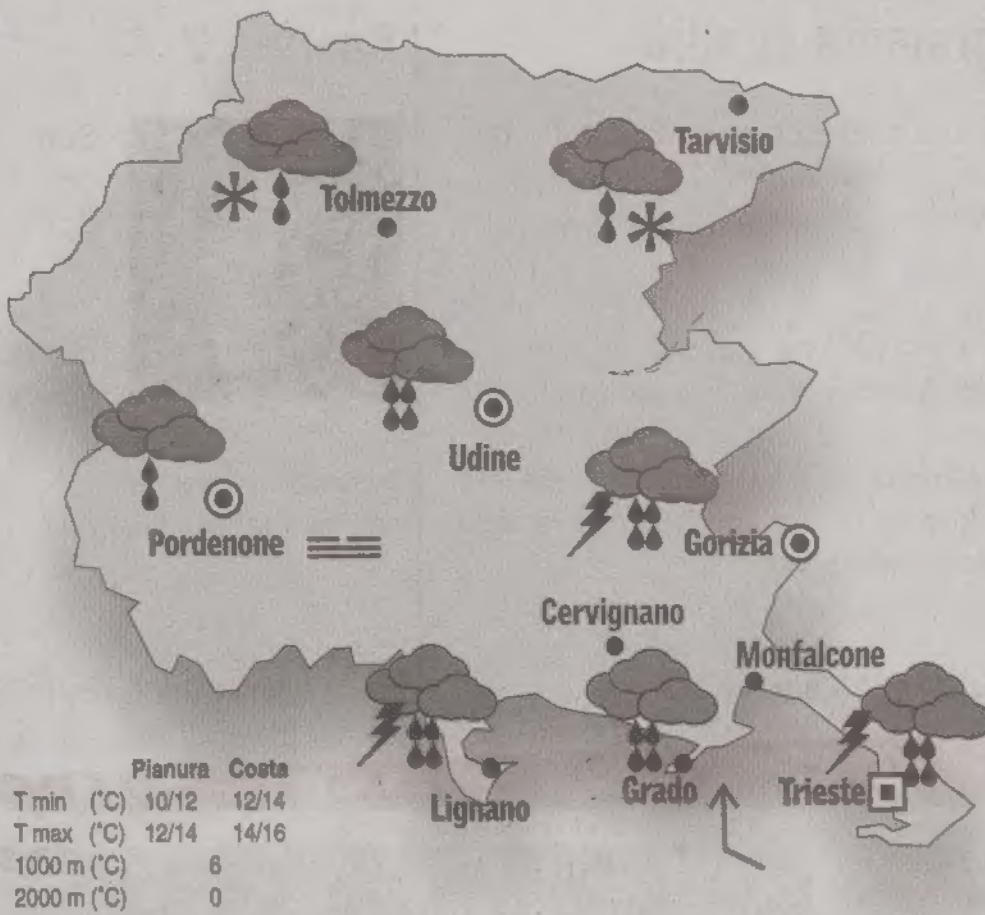 Tarvisio
Tolmezzo
Udine
Pordenone
Gorizia
Cervignano
Monfalcone
Lignano
Grado
Trieste
Pianura Costa
T min (°C) 10/12 12/14
T max (°C) 12/14 14/16
1000 m (°C) 6
2000 m (°C) 0